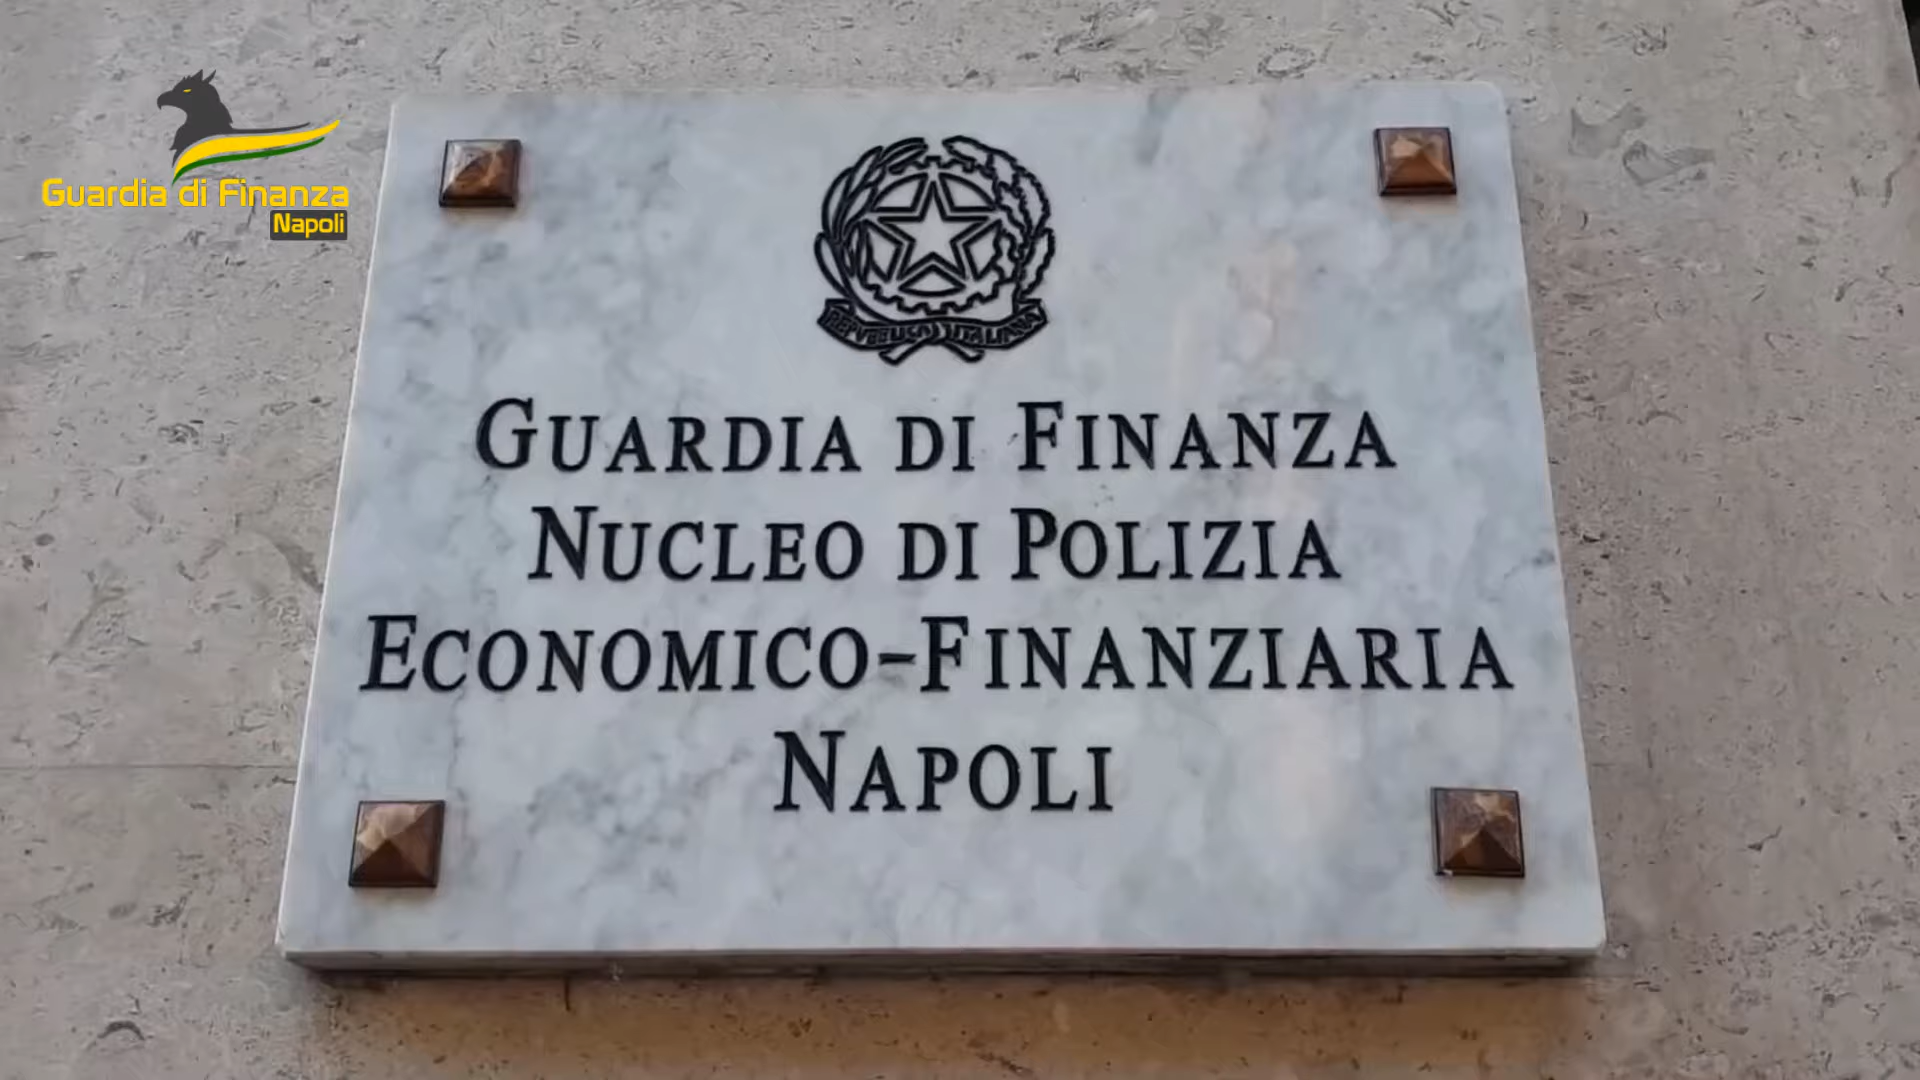 Guardia di Finanza
Napoli
REPVBBLICA ITALIANA
GUARDIA DI FINANZA
NUCLEO DI POLIZIA
ECONOMICO-FINANZIARIA
NAPOLI